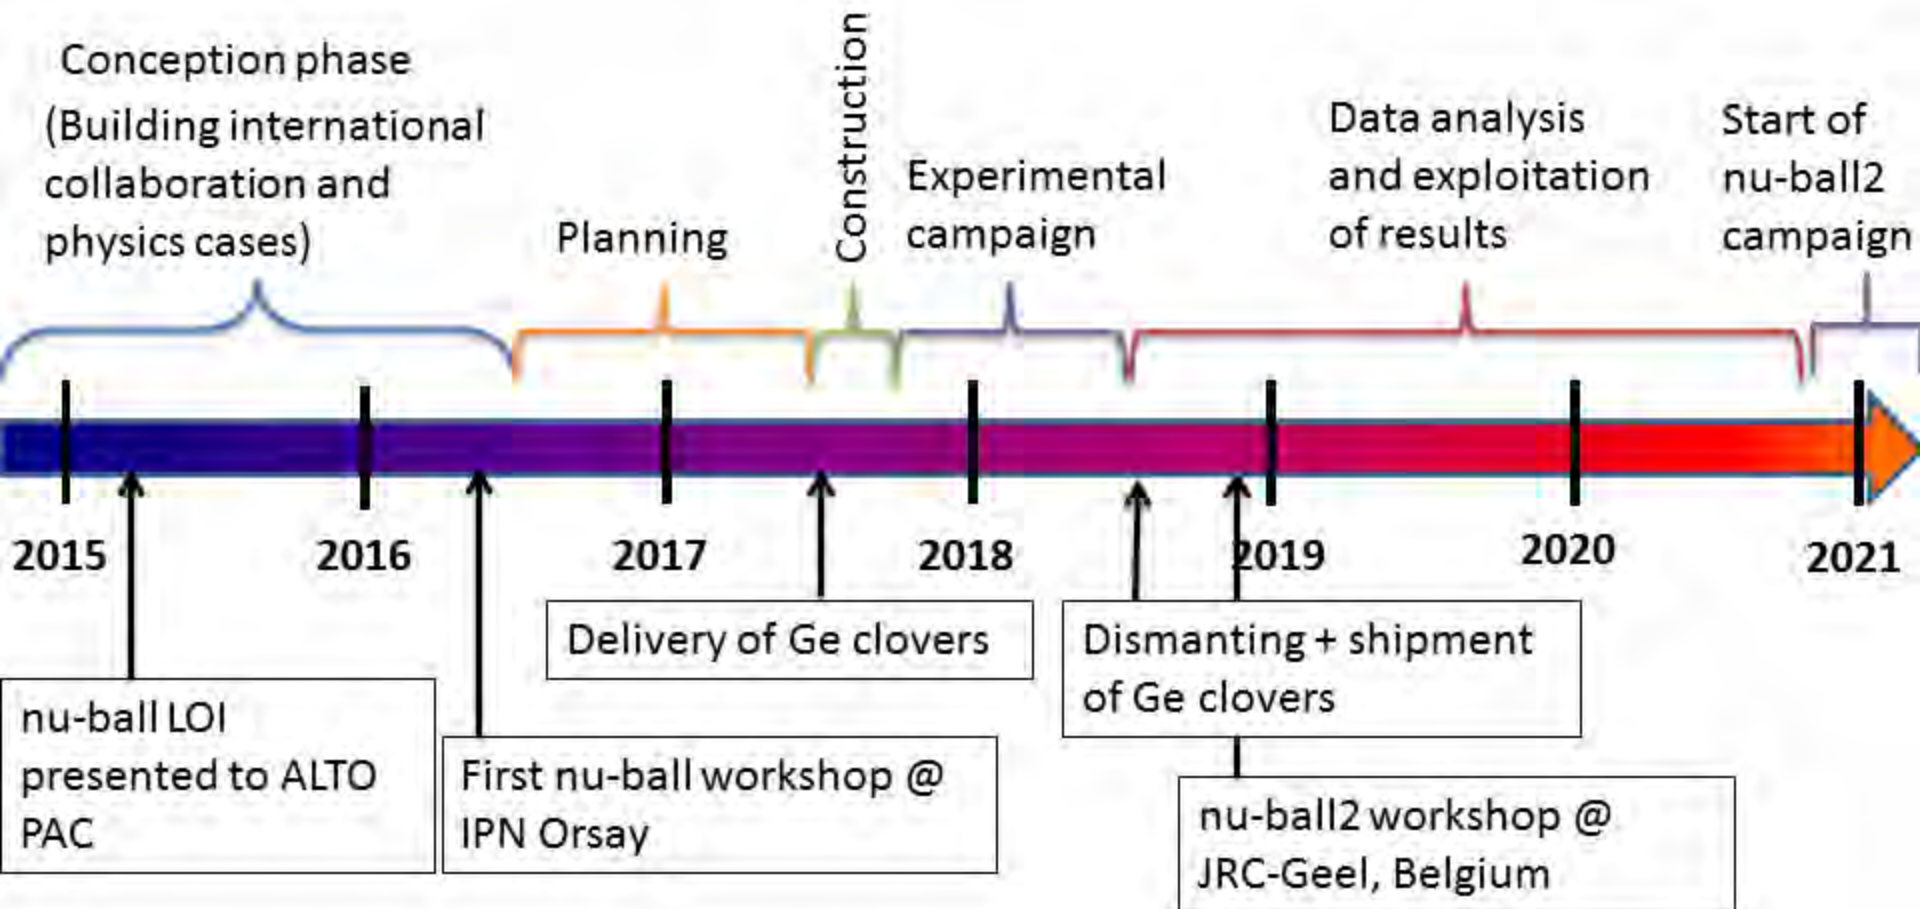 Conception phase
(Building international
collaboration and
physics cases)
Planning
Construction
Experimental
campaign
Data analysis
and exploitation
of results
Start of
nu-ball2
campaign
2015
2016
2017
2018
2019
2020
2021
Delivery of Ge clovers
Dismanting + shipment
of Ge clovers
nu-ball LOI
presented to ALTO
PAC
First nu-ball workshop @
IPN Orsay
nu-ball2 workshop @
JRC-Geel, Belgium